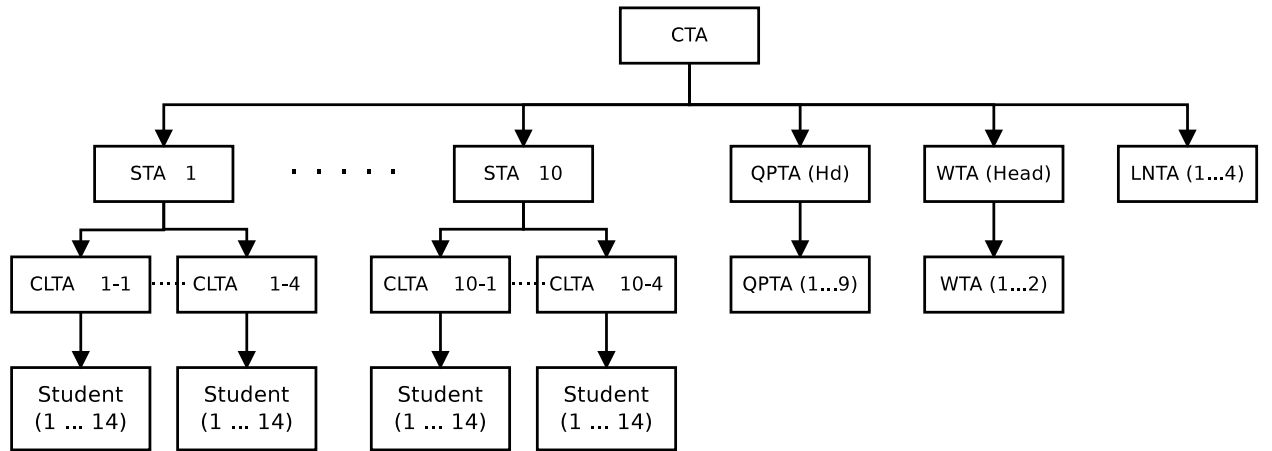 CTA
STA 1
. . . . .
STA 10
QPTA (Hd)
WTA (Head)
LNTA (1...4)
CLTA 1-1
......
CLTA 1-4
CLTA 10-1
......
CLTA 10-4
QPTA (1...9)
WTA (1...2)
Student
(1 ... 14)
Student
(1 ... 14)
Student
(1 ... 14)
Student
(1 ... 14)